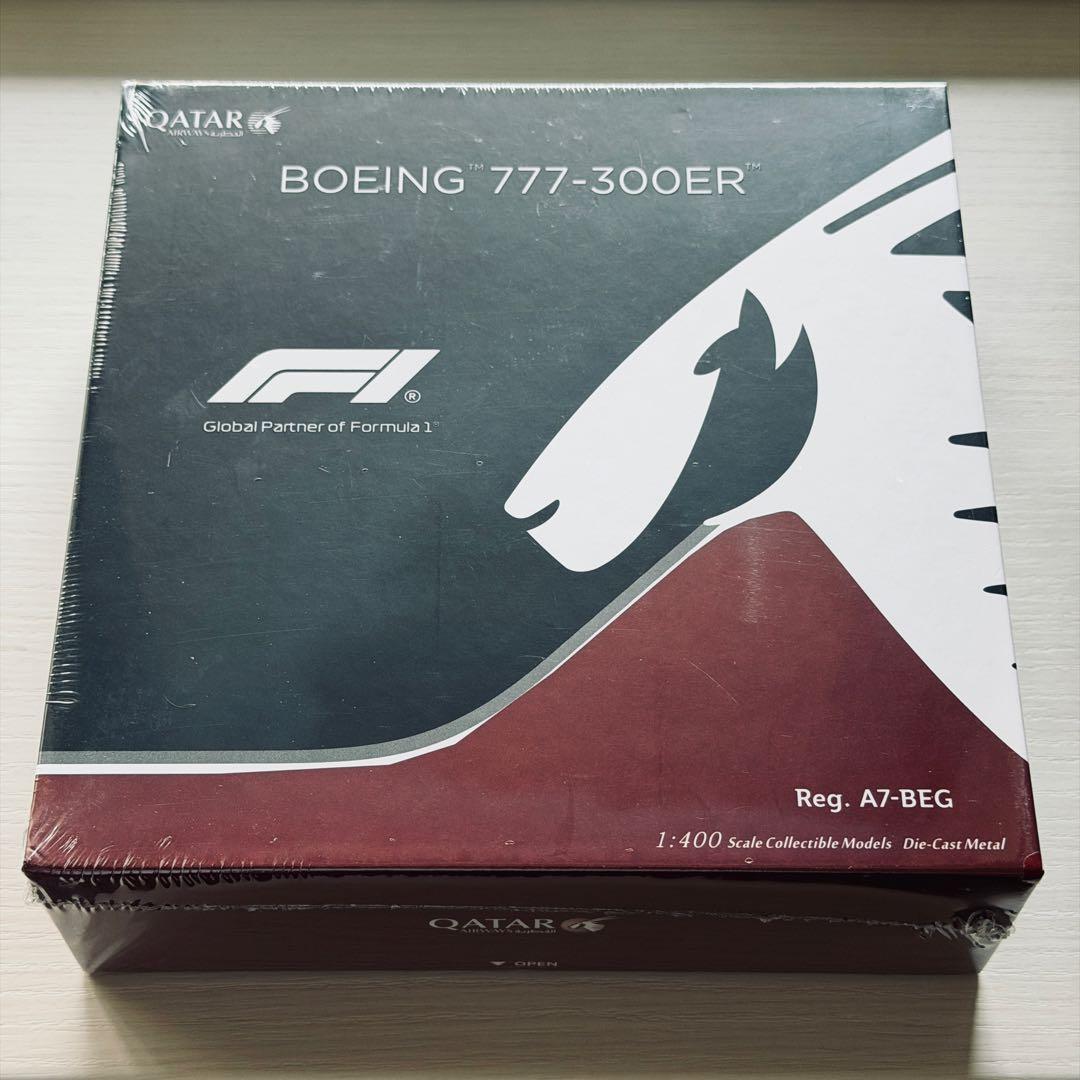 QATAR
AIRWAYS القطرية
BOEING™ 777-300ER™
F1®
Global Partner of Formula 1®
Reg. A7-BEG
1:400 Scale Collectible Models Die-Cast Metal
QATAR
AIRWAYS القطرية
▼ OPEN